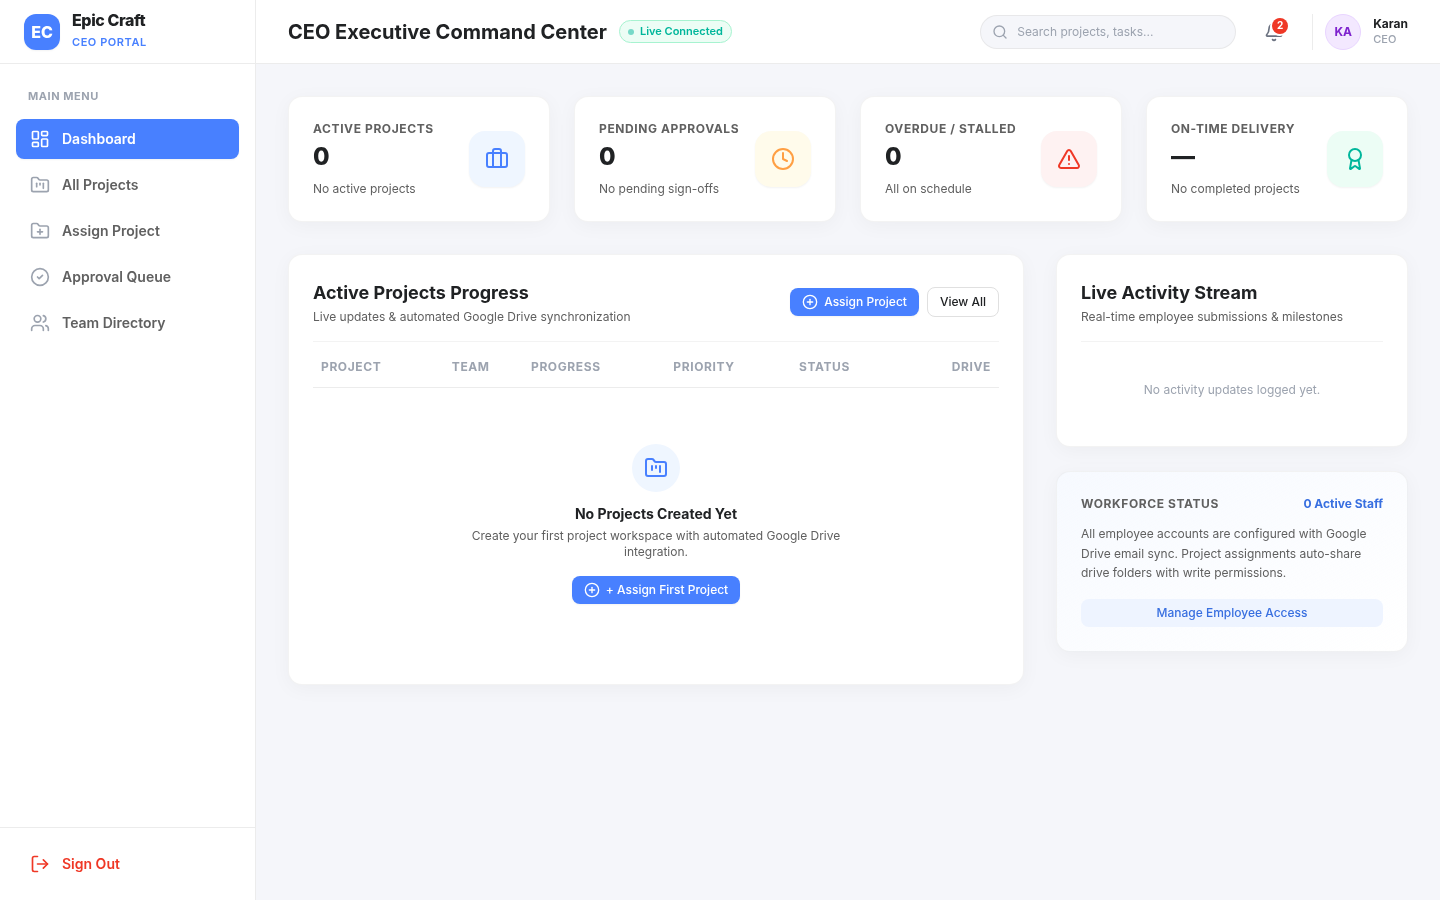 EC
Epic Craft
CEO PORTAL
MAIN MENU
Dashboard
All Projects
Assign Project
Approval Queue
Team Directory
Sign Out
CEO Executive Command Center
Live Connected
Search projects, tasks...
2
KA
Karan
CEO
ACTIVE PROJECTS
0
No active projects
PENDING APPROVALS
0
No pending sign-offs
OVERDUE / STALLED
0
All on schedule
ON-TIME DELIVERY
—
No completed projects
Active Projects Progress
Live updates & automated Google Drive synchronization
Assign Project
View All
PROJECT TEAM PROGRESS PRIORITY STATUS DRIVE
No Projects Created Yet
Create your first project workspace with automated Google Drive
integration.
+ Assign First Project
Live Activity Stream
Real-time employee submissions & milestones
No activity updates logged yet.
WORKFORCE STATUS
0 Active Staff
All employee accounts are configured with Google
Drive email sync. Project assignments auto-share
drive folders with write permissions.
Manage Employee Access